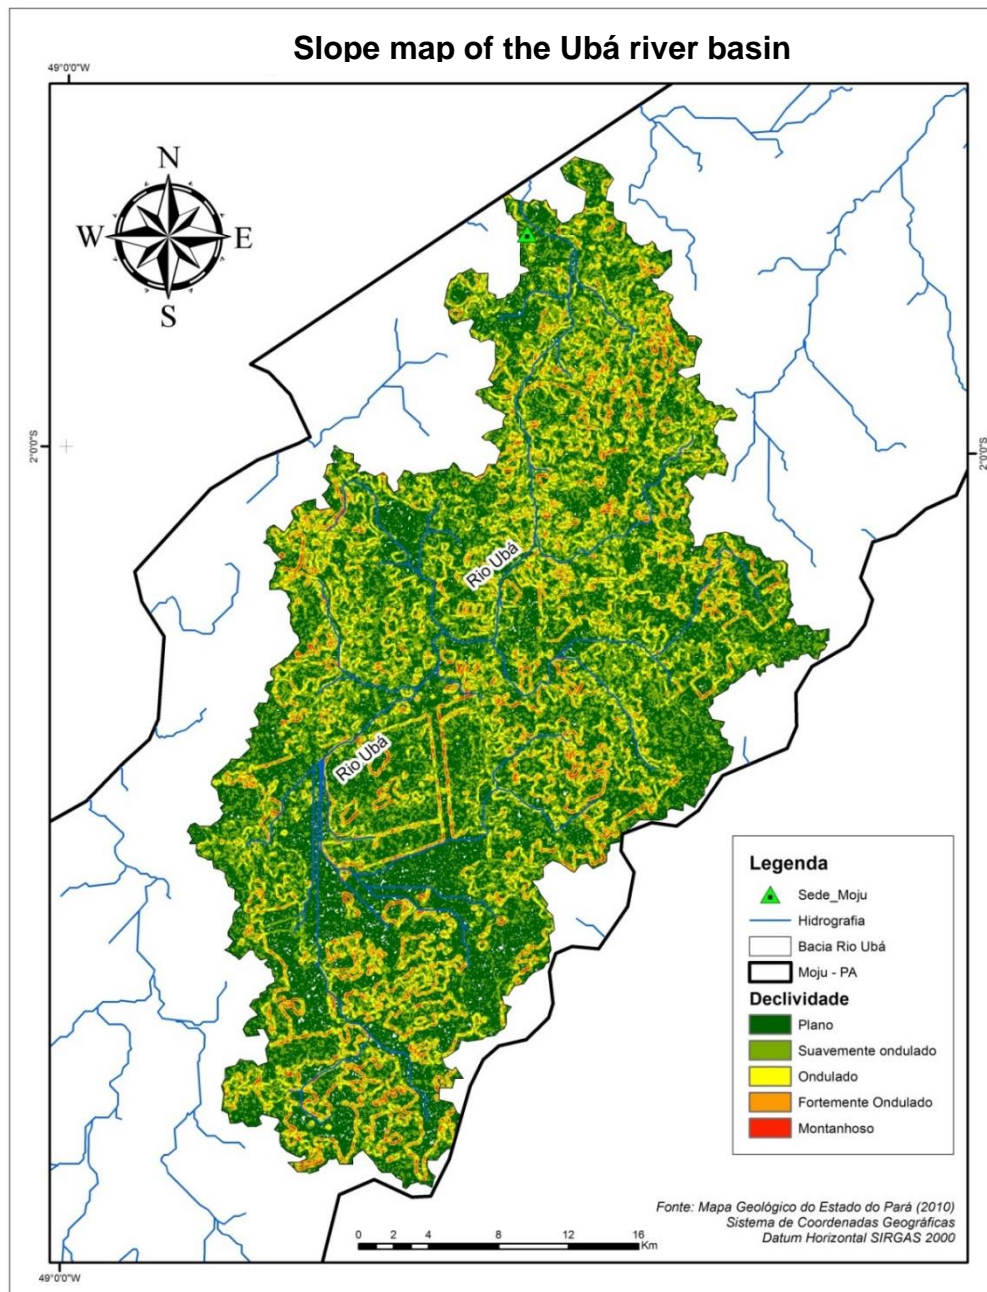 Slope map of the Ubá river basin
49°0'0"W
N
W
E
S
2°0'0"S
2°0'0"S
Rio Ubá
Rio Ubá
Legenda
Sede_Moju
Hidrografia
Bacia Rio Ubá
Moju - PA
Declividade
Plano
Suavemente ondulado
Ondulado
Fortemente Ondulado
Montanhoso
Fonte: Mapa Geológico do Estado do Pará (2010)
Sistema de Coordenadas Geográficas
Datum Horizontal SIRGAS 2000
0 2 4 8 12 16
Km
49°0'0"W